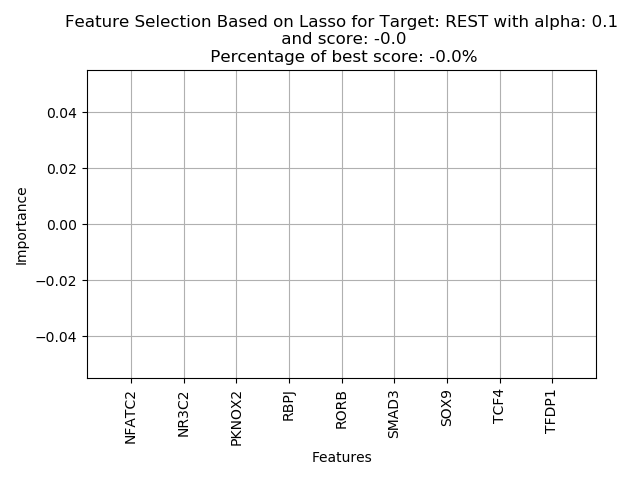 Feature Selection Based on Lasso for Target: REST with alpha: 0.1
and score: -0.0
Percentage of best score: -0.0%
Importance
0.04
0.02
0.00
−0.02
−0.04
NFATC2
NR3C2
PKNOX2
RBPJ
RORB
SMAD3
SOX9
TCF4
TFDP1
Features